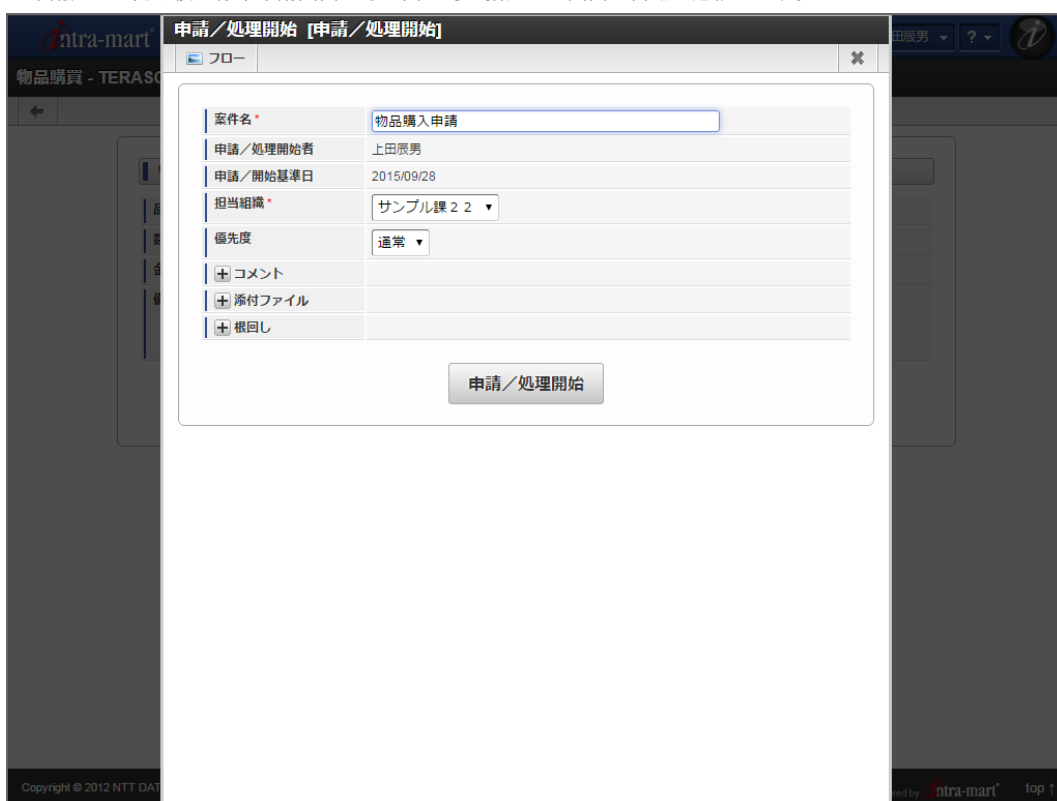 申請／処理開始 [申請／処理開始]
intra-mart
田辰男 ▼ ? ▼
フロー
物品購買 - TERASO
案件名*
物品購入申請
申請／処理開始者
上田辰男
申請／開始基準日
2015/09/28
担当組織*
サンプル課２２ ▼
優先度
通常 ▼
コメント
添付ファイル
根回し
申請／処理開始
Copyright © 2012 NTT DAT
red by intra-mart top ↑